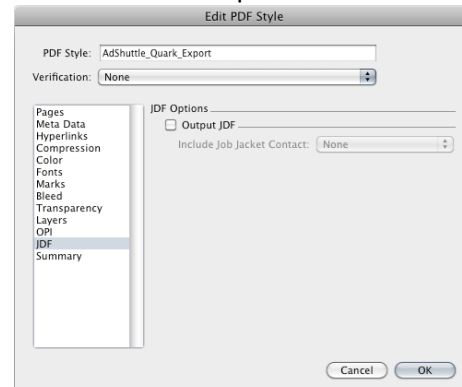 Edit PDF Style
PDF Style: AdShuttle_Quark_Export
Verification: None
Pages
Meta Data
Hyperlinks
Compression
Color
Fonts
Marks
Bleed
Transparency
Layers
OPI
JDF
Summary
JDF Options
Output JDF
Include Job Jacket Contact: None
Cancel OK